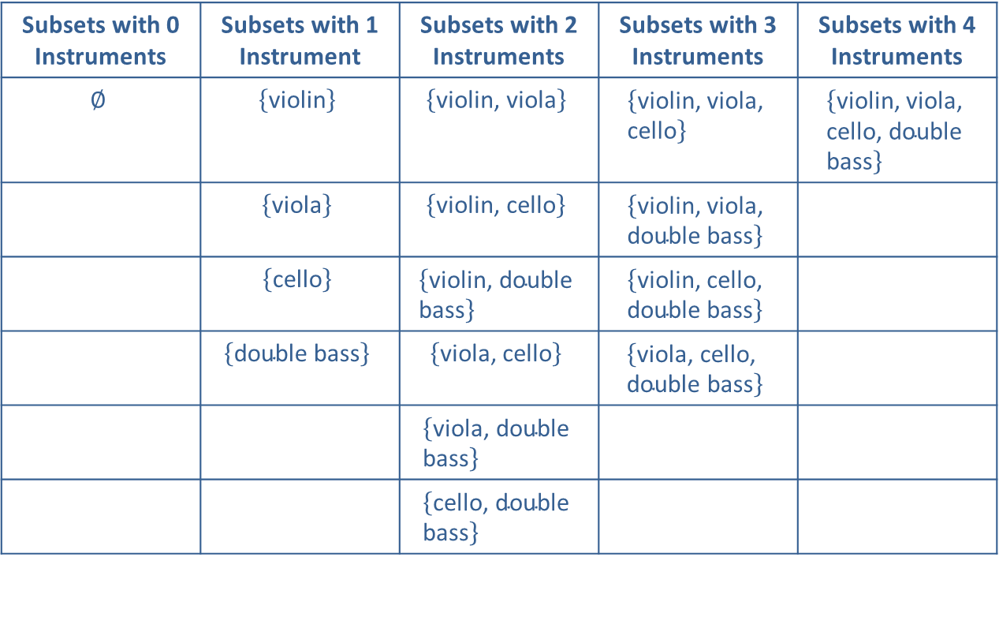 Subsets with 0
Instruments
Subsets with 1
Instrument
Subsets with 2
Instruments
Subsets with 3
Instruments
Subsets with 4
Instruments
∅
{violin}
{violin, viola}
{violin, viola,
cello}
{violin, viola,
cello, double
bass}
{viola}
{violin, cello}
{violin, viola,
double bass}
{cello}
{violin, double
bass}
{violin, cello,
double bass}
{double bass}
{viola, cello}
{viola, cello,
double bass}
{viola, double
bass}
{cello, double
bass}